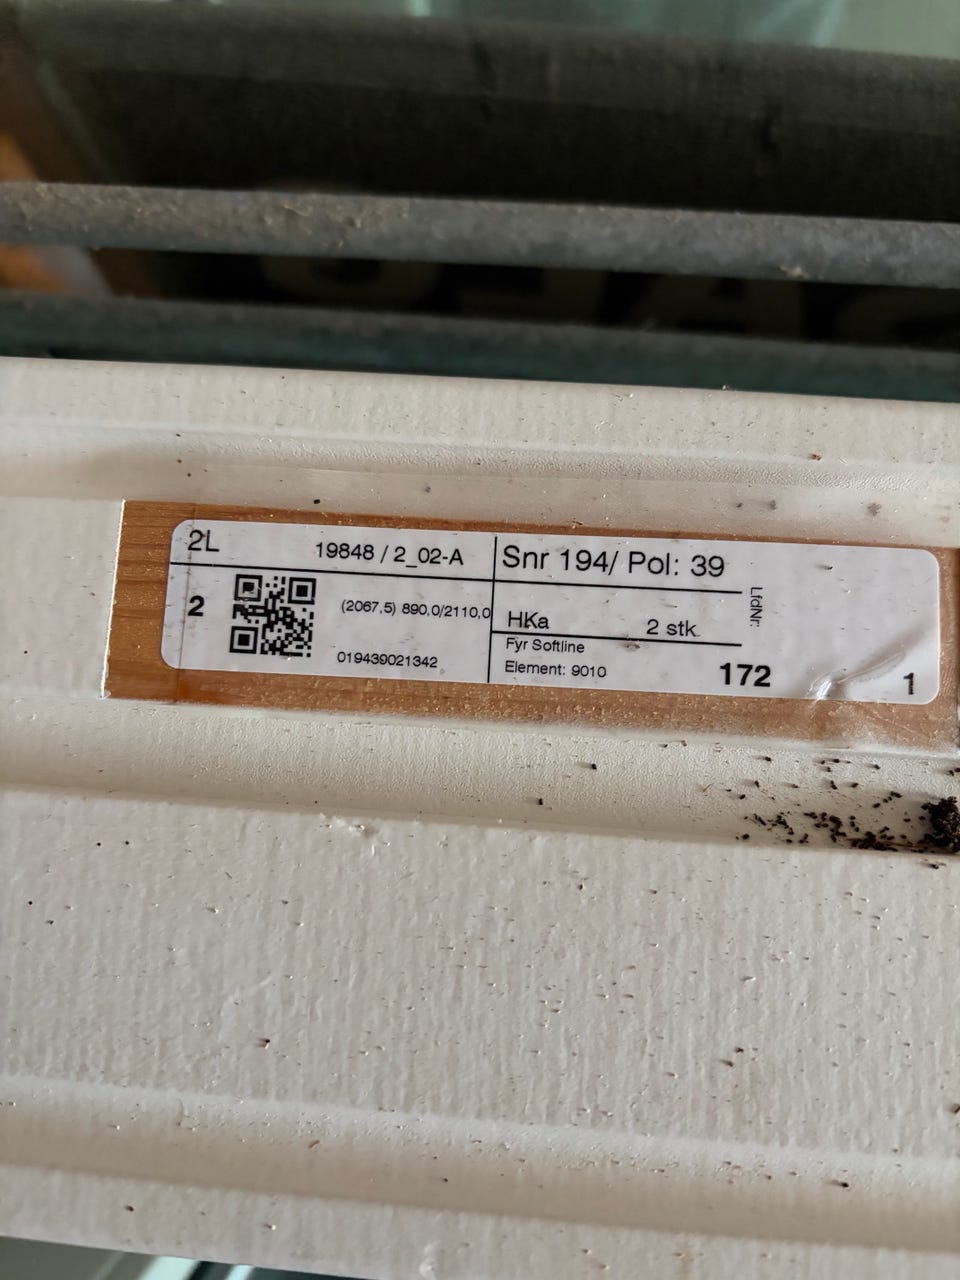 2L
19848 / 2_02-A
Snr 194/ Pol: 39
2
(2067,5) 890,0/2110,0
019439021342
HKa
2 stk.
Fyr Softline
Element: 9010
172
LfdNr:
1